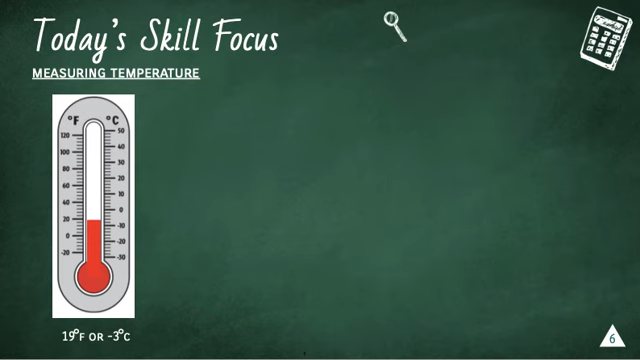 Today's Skill Focus
MEASURING TEMPERATURE
°F °C
120 50
100 40
80 30
60 20
40 10
20 0
0 -10
-20 -20
-30
19°F OR -3°C
6